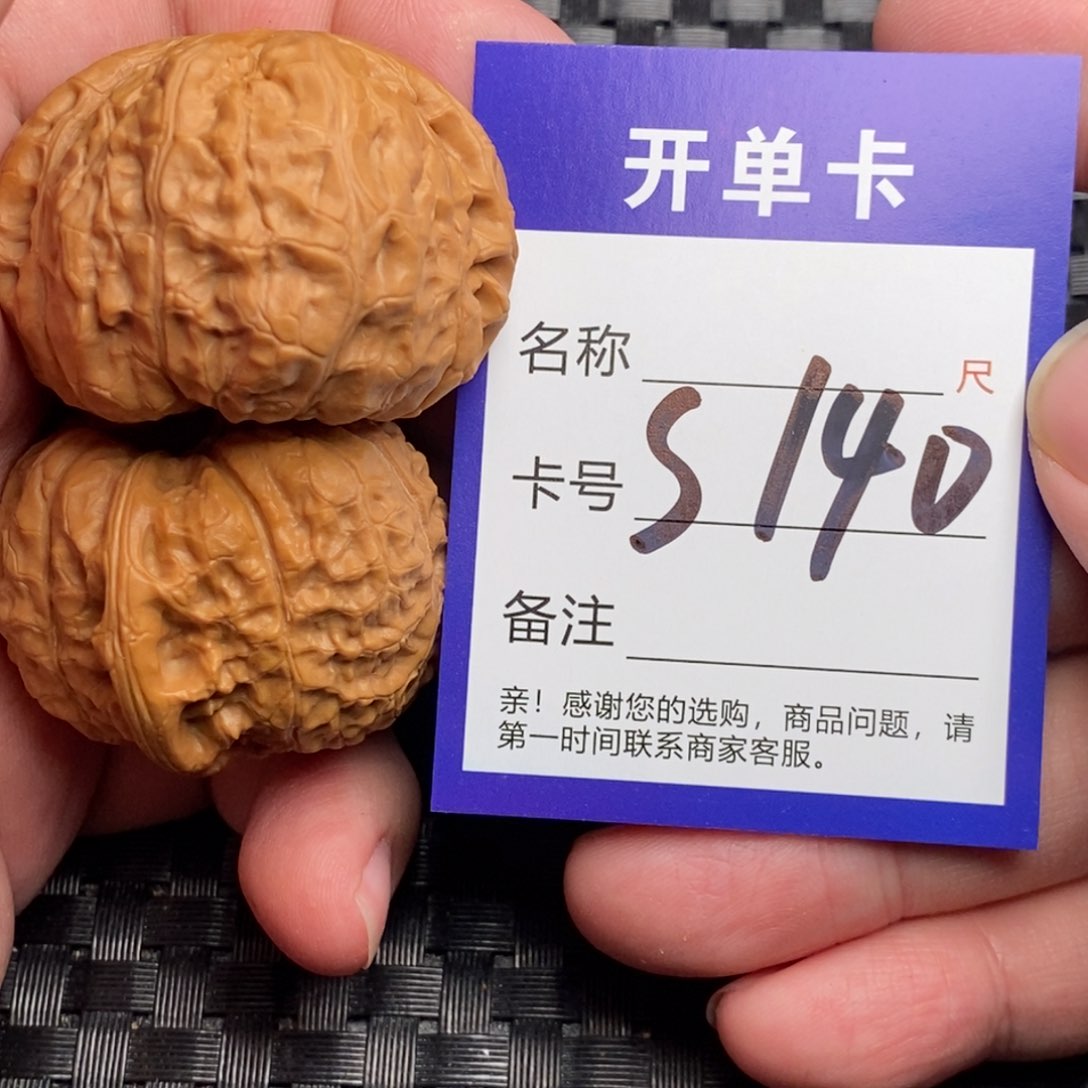 开单卡
名称 尺
卡号 S140
备注
亲！感谢您的选购，商品问题，请
第一时间联系商家客服。